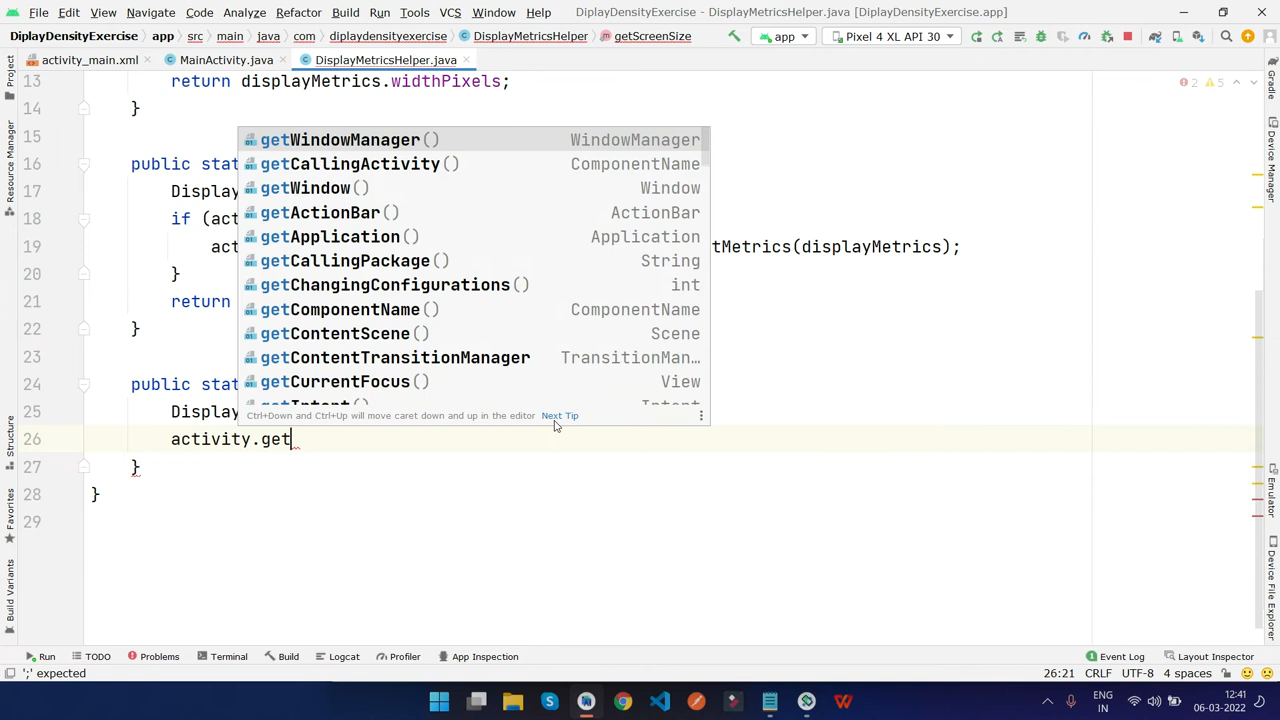 File Edit View Navigate Code Analyze Refactor Build Run Tools VCS Window Help DiplayDensityExercise - DisplayMetricsHelper.java [DiplayDensityExercise.app]
DiplayDensityExercise app src main java com diplaydensityexercise DisplayMetricsHelper getScreenSize app Pixel 4 XL API 30
activity_main.xml MainActivity.java DisplayMetricsHelper.java
Project
Resource Manager
Structure
Favorites
Build Variants
Gradle
Device Manager
Emulator
Device File Explorer
2 5
13 return displayMetrics.widthPixels;
14 }
15
16 public stat
17 Display
18 if (act
19 act tMetrics(displayMetrics);
20 }
21 return
22 }
23
24 public stat
25 Display
26 activity.get
27 }
28 }
29
getWindowManager() WindowManager
getCallingActivity() ComponentName
getWindow() Window
getActionBar() ActionBar
getApplication() Application
getCallingPackage() String
getChangingConfigurations() int
getComponentName() ComponentName
getContentScene() Scene
getContentTransitionManager TransitionMan…
getCurrentFocus() View
getIntent() Intent
Ctrl+Down and Ctrl+Up will move caret down and up in the editor Next Tip
Run TODO Problems Terminal Build Logcat Profiler App Inspection 1 Event Log Layout Inspector
';' expected 26:21 CRLF UTF-8 4 spaces
ENG
IN
12:41
06-03-2022